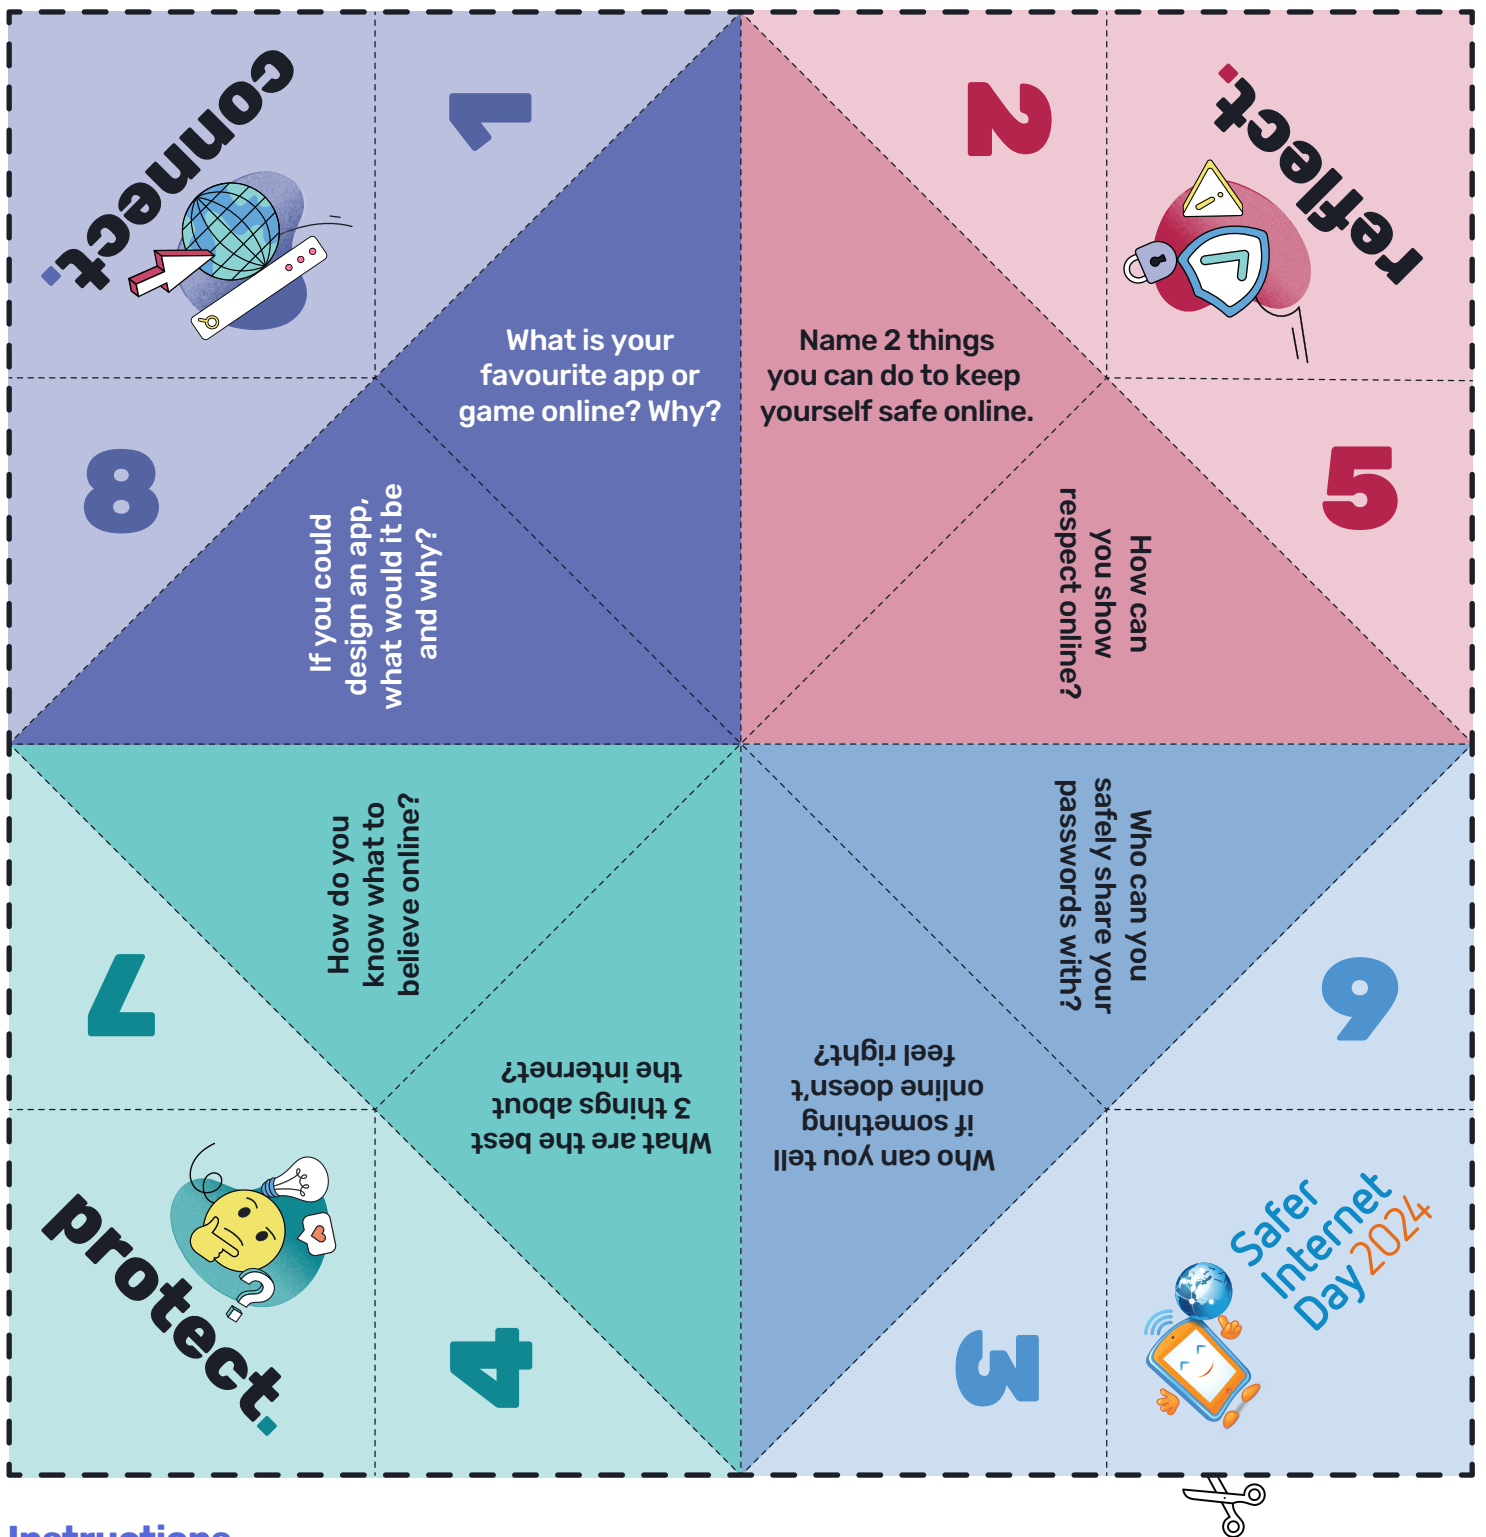 connect.
1
2
reflect.
What is your
favourite app or
game online? Why?
Name 2 things
you can do to keep
yourself safe online.
8
If you could
design an app,
what would it be
and why?
How can
you show
respect online?
5
How do you
know what to
believe online?
Who can you
safely share your
passwords with?
7
What are the best
3 things about
the internet?
Who can you tell
if something
online doesn't
feel right?
6
protect.
4
3
Safer
Internet
Day 2024
Instructions